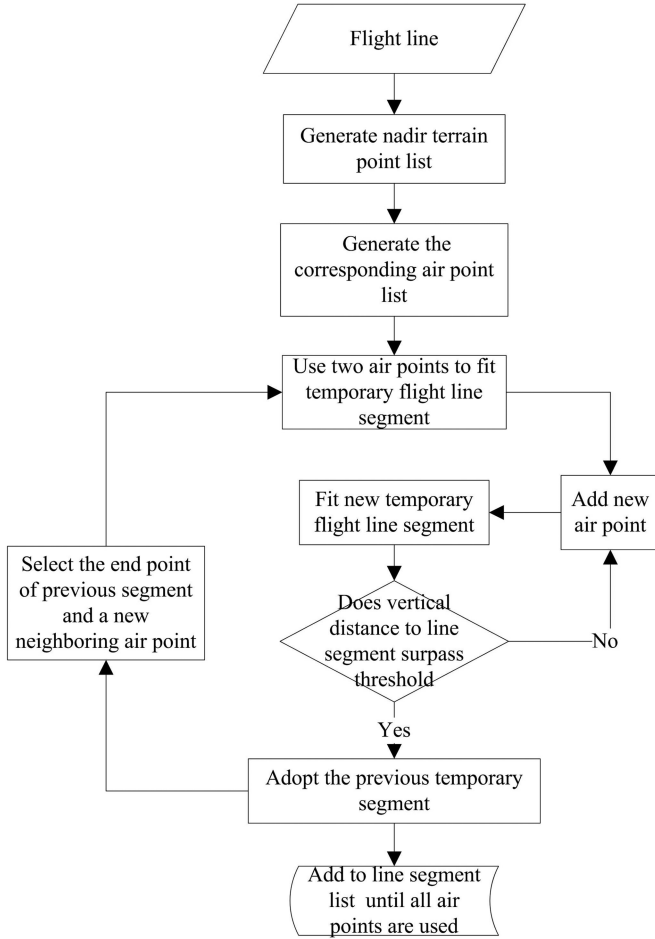 Flight line
Generate nadir terrain
point list
Generate the
corresponding air point
list
Use two air points to fit
temporary flight line
segment
Fit new temporary
flight line segment
Add new
air point
Select the end point
of previous segment
and a new
neighboring air point
Does vertical
distance to line
segment surpass
threshold
No
Yes
Adopt the previous temporary
segment
Add to line segment
list until all air
points are used